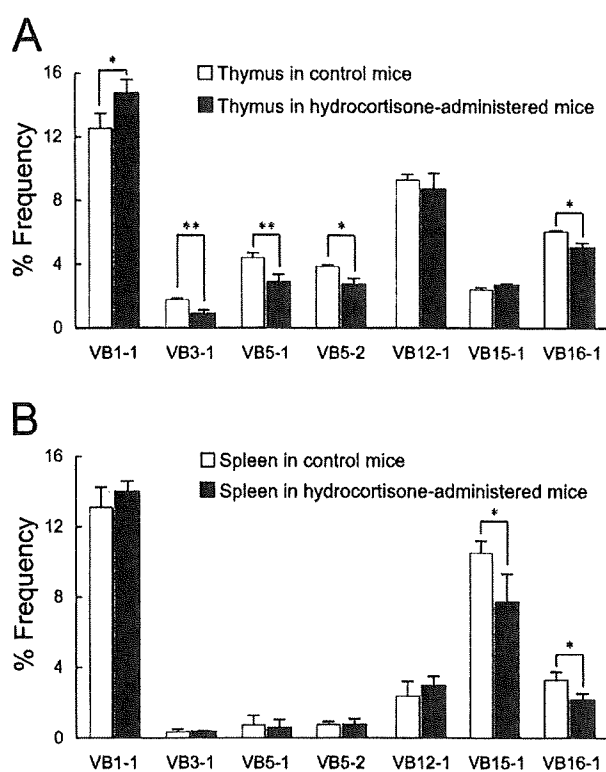 A
Thymus in control mice
Thymus in hydrocortisone-administered mice
% Frequency
16
12
8
4
0
*
**
**
*
*
VB1-1 VB3-1 VB5-1 VB5-2 VB12-1 VB15-1 VB16-1
B
Spleen in control mice
Spleen in hydrocortisone-administered mice
% Frequency
16
12
8
4
0
*
*
VB1-1 VB3-1 VB5-1 VB5-2 VB12-1 VB15-1 VB16-1